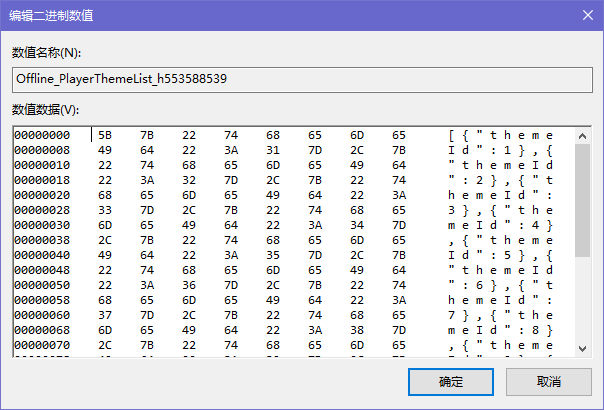 编辑二进制数值
数值名称(N):
Offline_PlayerThemeList_h553588539
数值数据(V):
00000000 5B 7B 22 74 68 65 6D 65 [{"theme
00000008 49 64 22 3A 31 7D 2C 7B Id":1},{
00000010 22 74 68 65 6D 65 49 64 "themeId
00000018 22 3A 32 7D 2C 7B 22 74 ":2},{"t
00000020 68 65 6D 65 49 64 22 3A hemeId":
00000028 33 7D 2C 7B 22 74 68 65 3},{"the
00000030 6D 65 49 64 22 3A 34 7D meId":4}
00000038 2C 7B 22 74 68 65 6D 65 ,{"theme
00000040 49 64 22 3A 35 7D 2C 7B Id":5},{
00000048 22 74 68 65 6D 65 49 64 "themeId
00000050 22 3A 36 7D 2C 7B 22 74 ":6},{"t
00000058 68 65 6D 65 49 64 22 3A hemeId":
00000060 37 7D 2C 7B 22 74 68 65 7},{"the
00000068 6D 65 49 64 22 3A 38 7D meId":8}
00000070 2C 7B 22 74 68 65 6D 65 ,{"theme
确定 取消